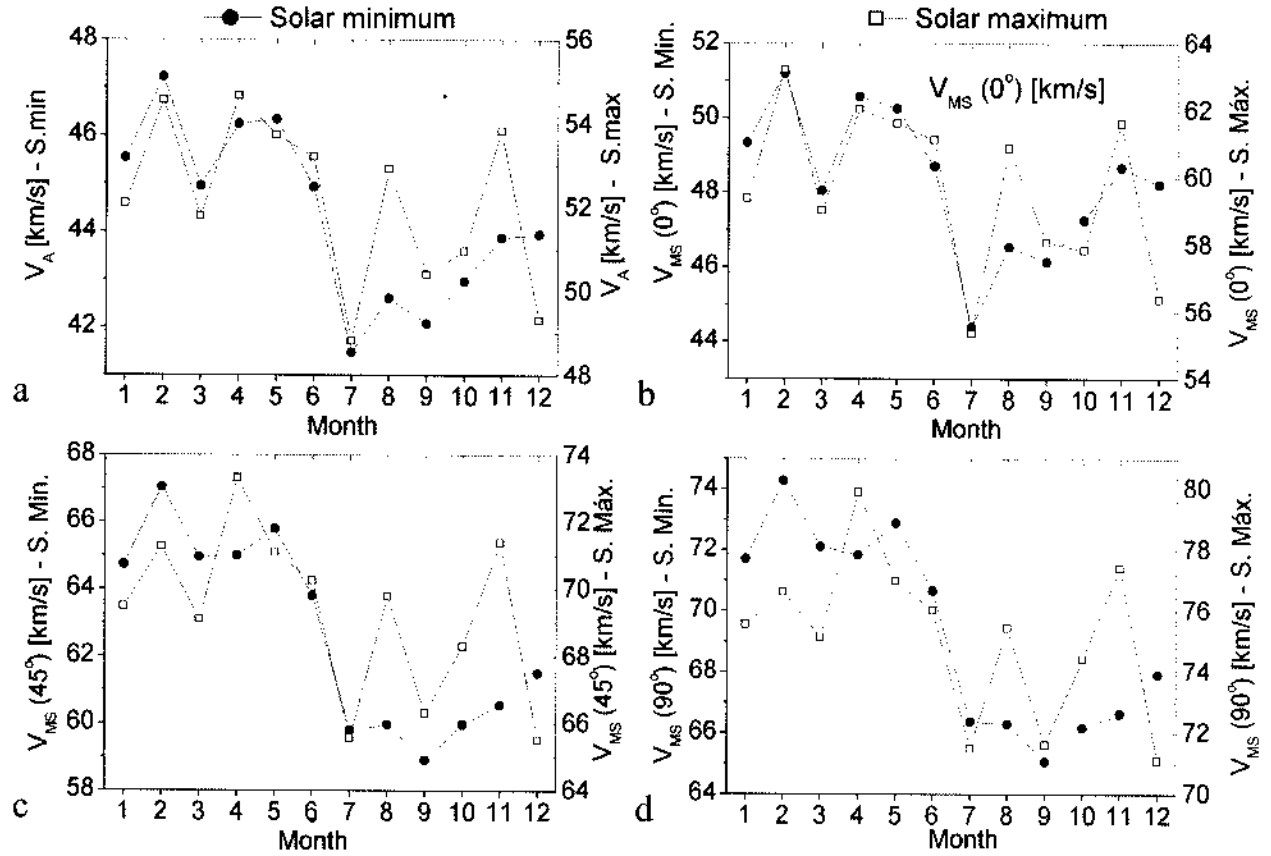 Solar minimum
Solar maximum
V_A [km/s] - S.min
48
46
44
42
56
54
52
50
48
V_A [km/s] - S.max
1 2 3 4 5 6 7 8 9 10 11 12
Month
a
V_MS (0°) [km/s] - S. Min.
52
50
48
46
44
V_MS (0°) [km/s]
64
62
60
58
56
54
V_MS (0°) [km/s] - S. Máx.
1 2 3 4 5 6 7 8 9 10 11 12
Month
b
V_MS (45°) [km/s] - S. Min.
68
66
64
62
60
58
74
72
70
68
66
64
V_MS (45°) [km/s] - S. Máx.
1 2 3 4 5 6 7 8 9 10 11 12
Month
c
V_MS (90°) [km/s] - S. Min.
74
72
70
68
66
64
80
78
76
74
72
70
V_MS (90°) [km/s] - S. Máx.
1 2 3 4 5 6 7 8 9 10 11 12
Month
d